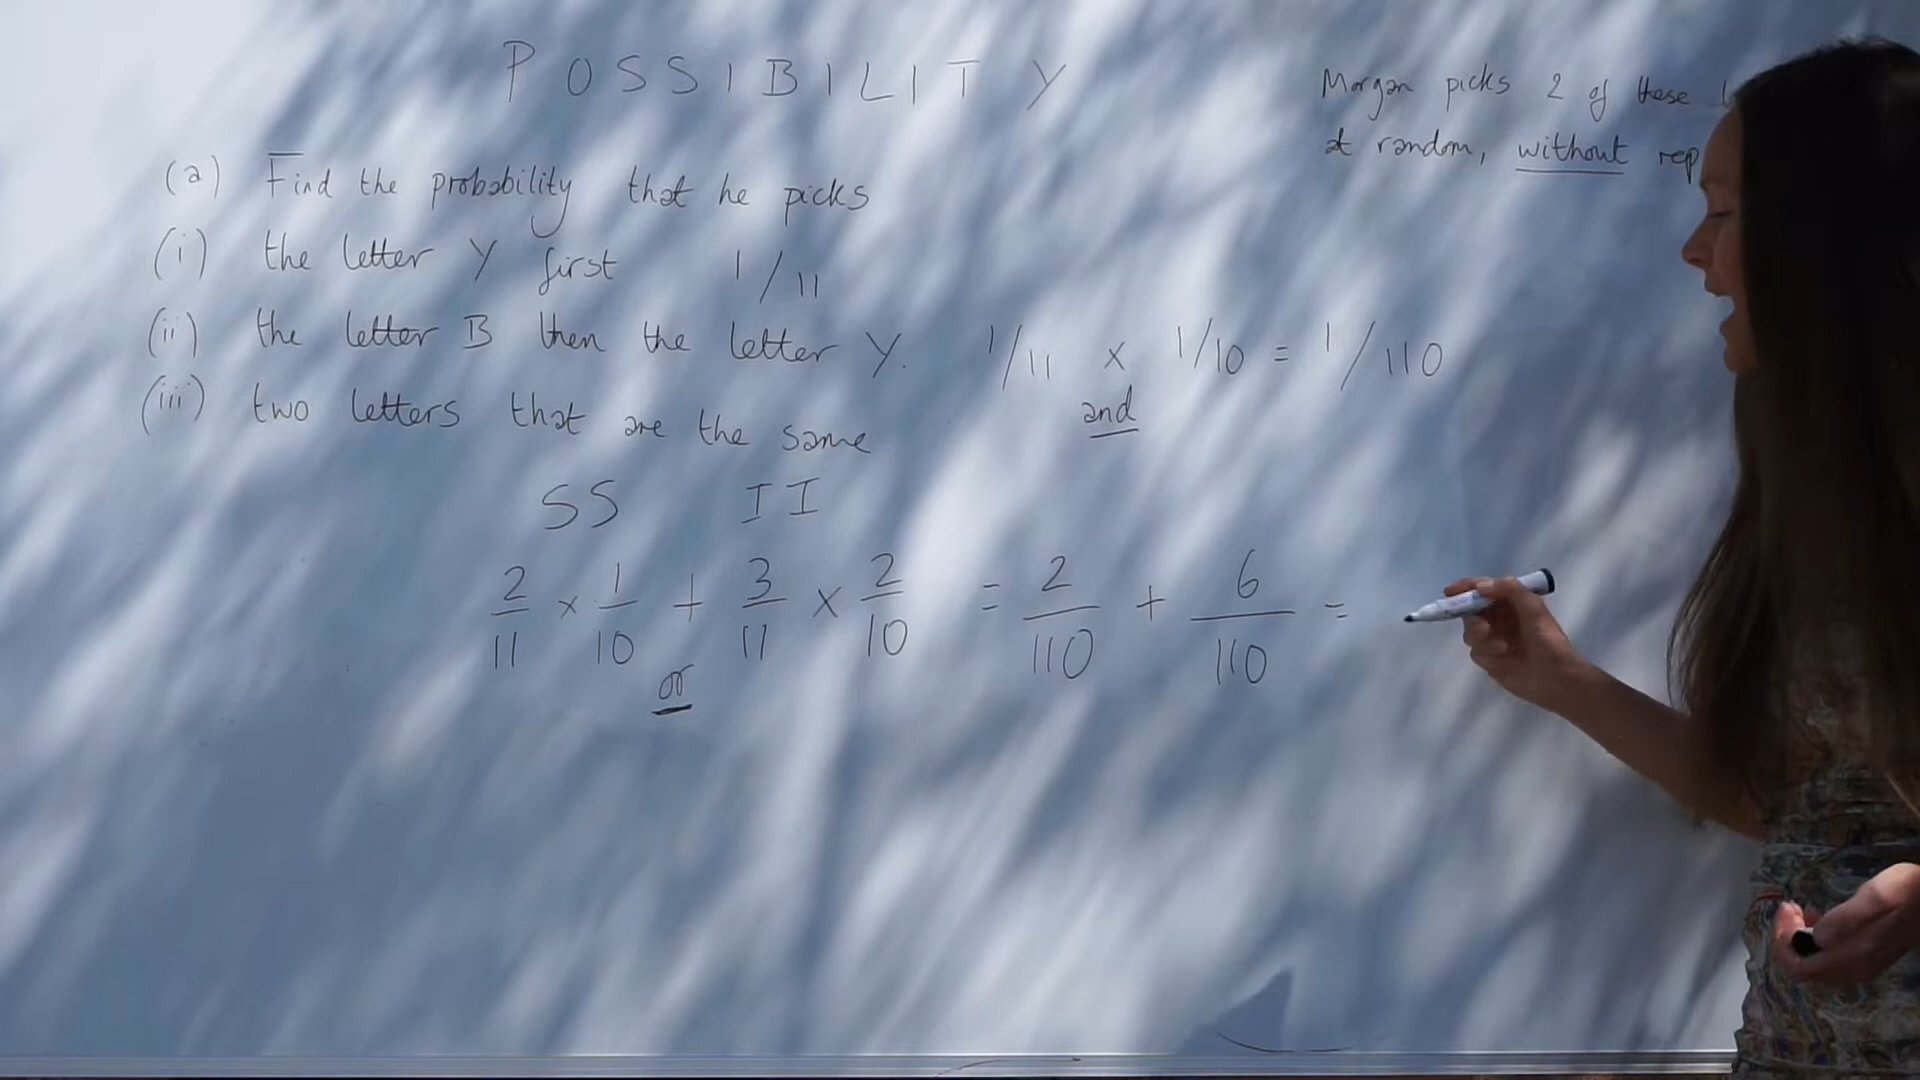 P O S S I B I L I T Y
Morgan picks 2 of these
at random, without rep
(a) Find the probability that he picks
(i) the letter Y first 1/11
(ii) the letter B then the letter Y. 1/11 × 1/10 = 1/110
and
(iii) two letters that are the same
SS II
2/11 × 1/10 + 3/11 × 2/10 = 2/110 + 6/110 =
or